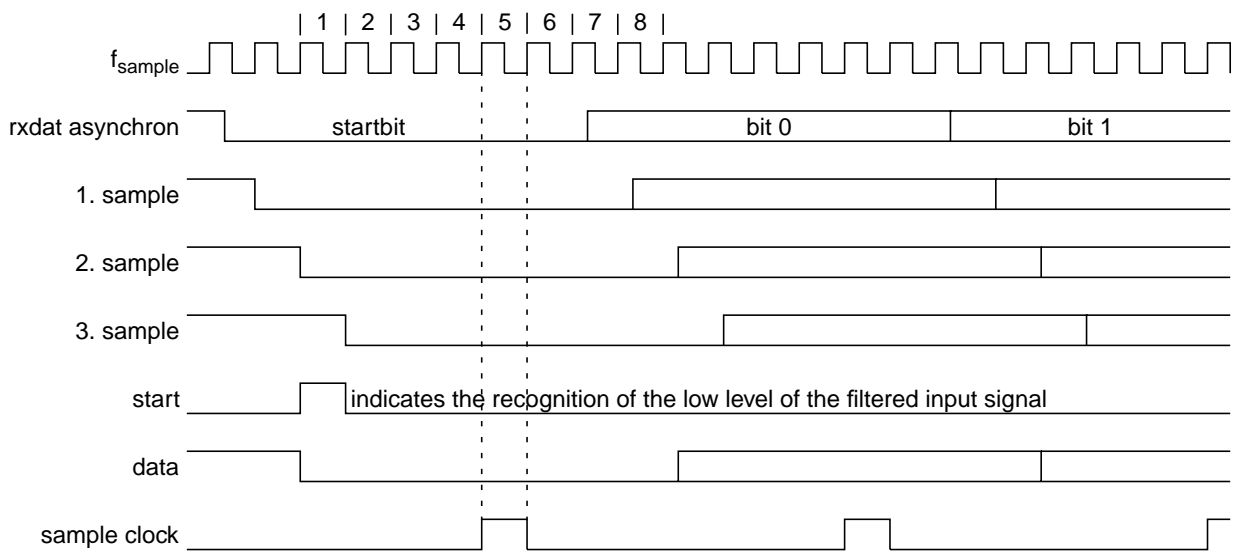 | 1 | 2 | 3 | 4 | 5 | 6 | 7 | 8 |
fsample
rxdat asynchron startbit bit 0 bit 1
1. sample
2. sample
3. sample
start indicates the recognition of the low level of the filtered input signal
data
sample clock